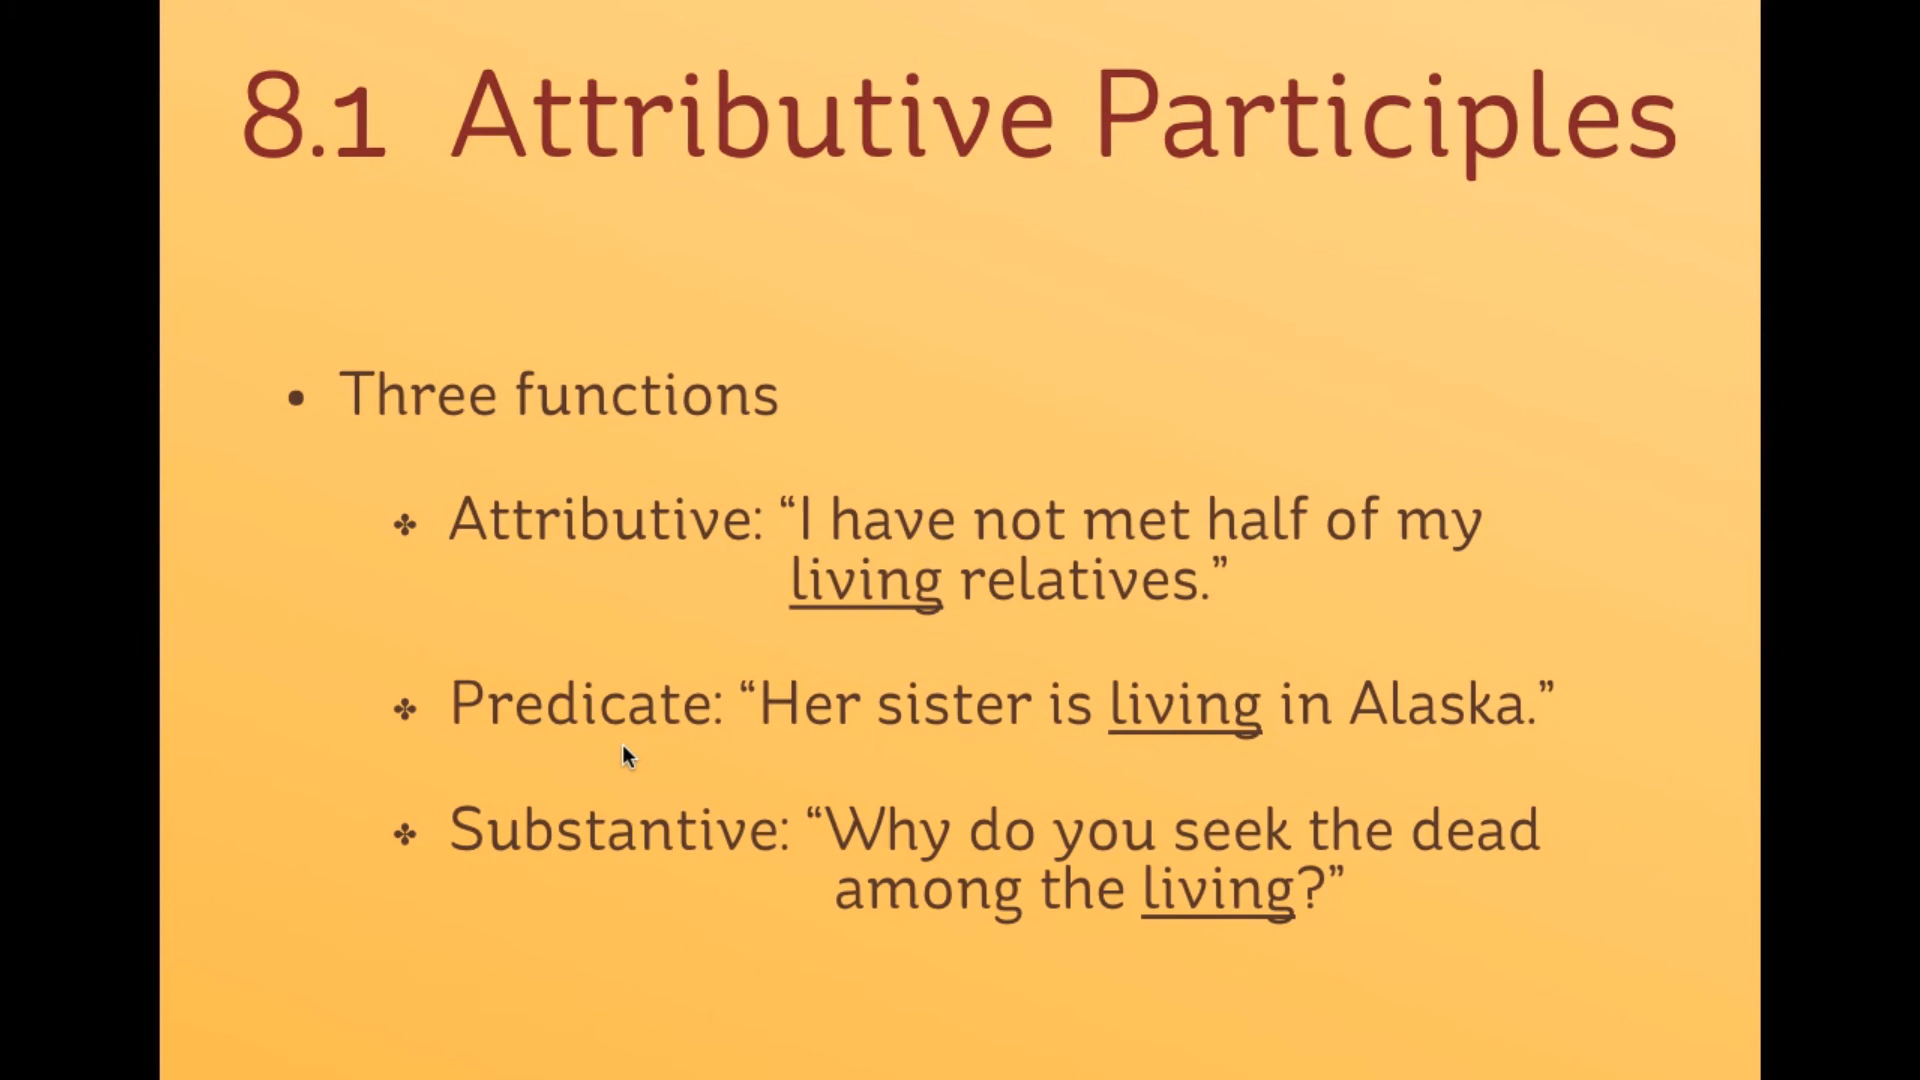 8.1 Attributive Participles
• Three functions
✤ Attributive: “I have not met half of my
living relatives.”
✤ Predicate: “Her sister is living in Alaska.”
✤ Substantive: “Why do you seek the dead
among the living?”